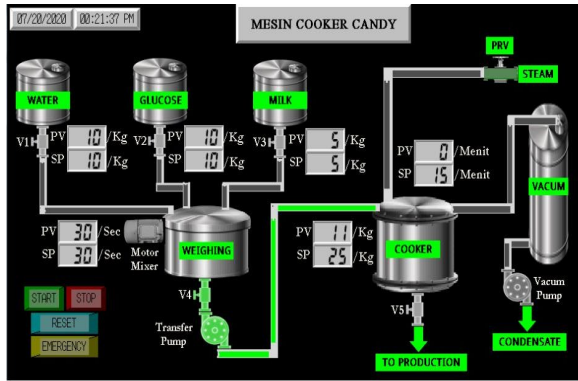 07/20/2020 00:21:37 PM
MESIN COOKER CANDY
PRV
STEAM
WATER
GLUCOSE
MILK
V1
PV 10 /Kg
SP 10 /Kg
V2
PV 10 /Kg
SP 10 /Kg
V3
PV 5 /Kg
SP 5 /Kg
PV 0 /Menit
SP 15 /Menit
VACUM
PV 30 /Sec
SP 30 /Sec
Motor
Mixer
WEIGHING
PV 11 /Kg
SP 25 /Kg
COOKER
START STOP
RESET
EMERGENCY
V4
Transfer
Pump
V5
Vacum
Pump
TO PRODUCTION
CONDENSATE